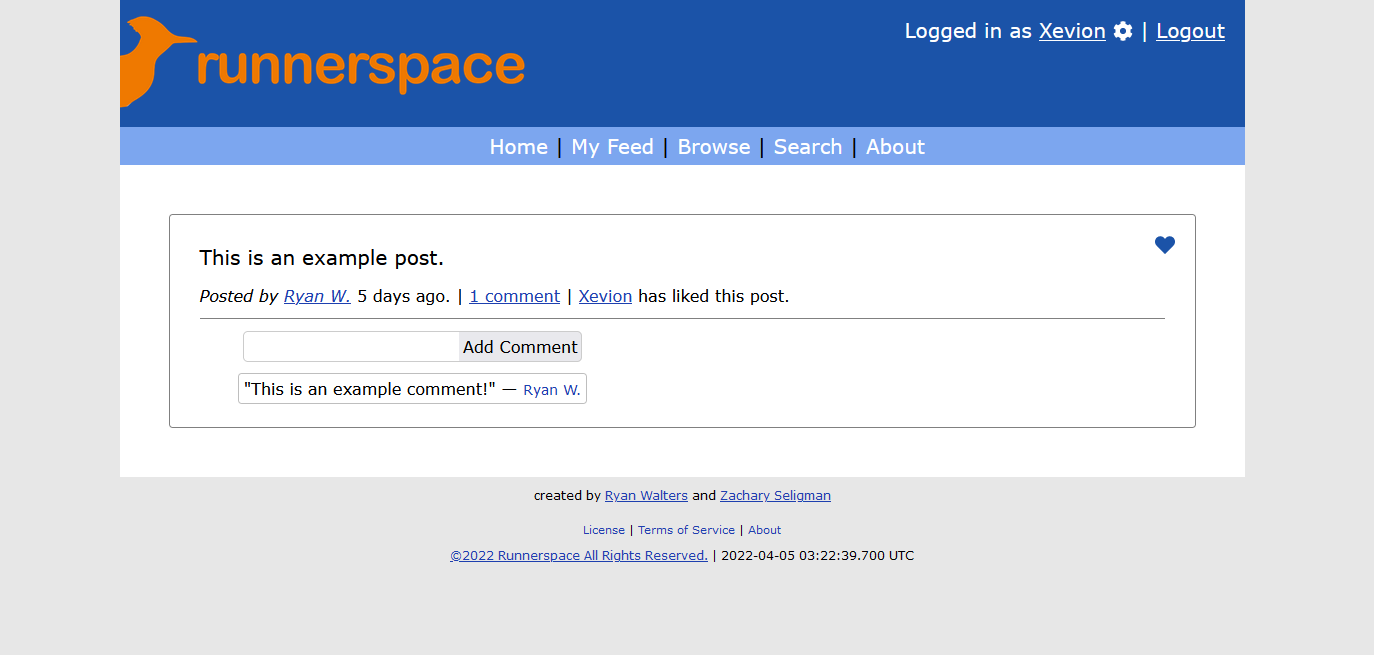 runnerspace
Logged in as Xevion | Logout
Home | My Feed | Browse | Search | About
This is an example post.
Posted by Ryan W. 5 days ago. | 1 comment | Xevion has liked this post.
Add Comment
"This is an example comment!" — Ryan W.
created by Ryan Walters and Zachary Seligman
License | Terms of Service | About
©2022 Runnerspace All Rights Reserved. | 2022-04-05 03:22:39.700 UTC